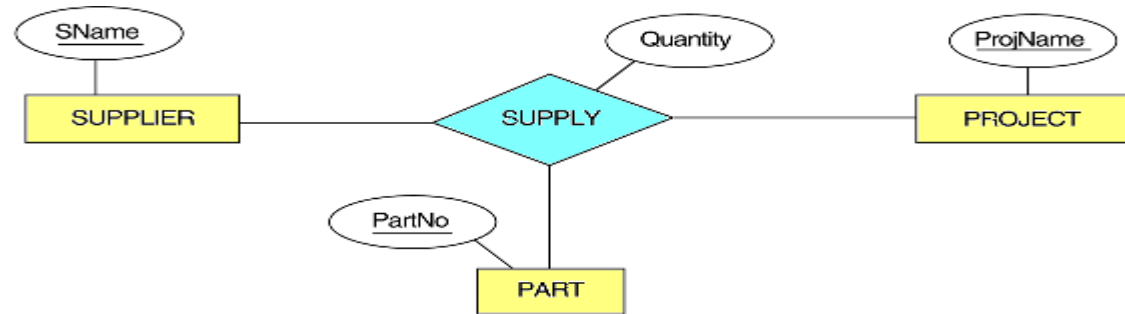 SName
Quantity
ProjName
SUPPLIER
SUPPLY
PROJECT
PartNo
PART